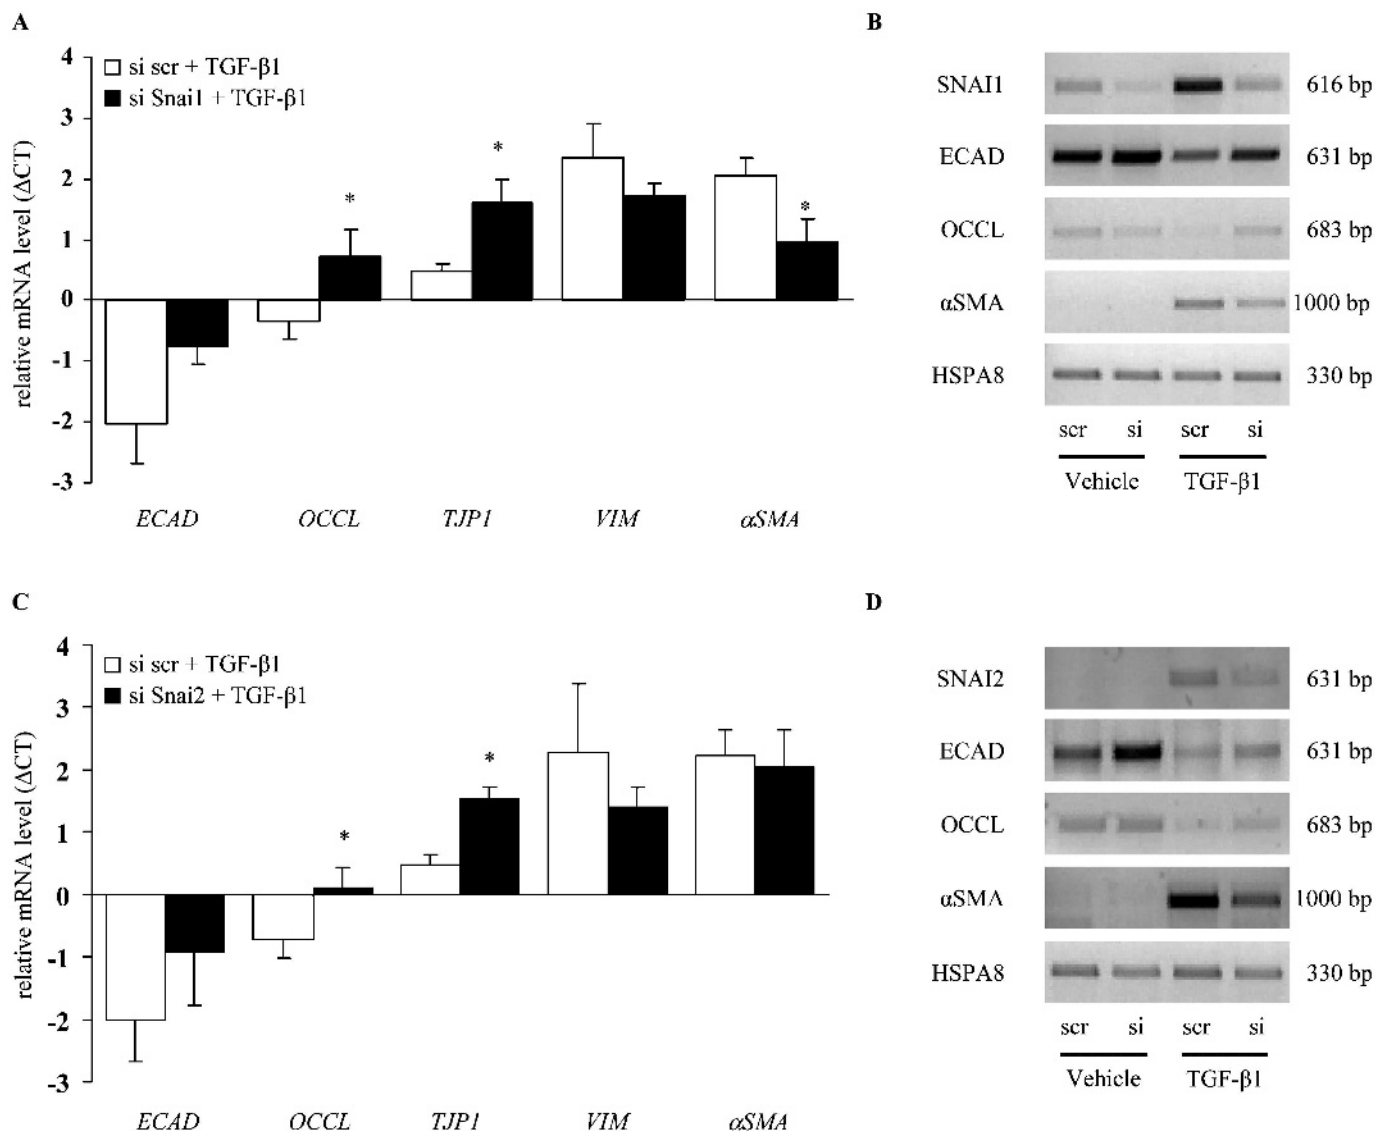 A
relative mRNA level (ΔCT)
4
3
2
1
0
-1
-2
-3
si scr + TGF-β1
si Snai1 + TGF-β1
*
*
*
ECAD OCCL TJP1 VIM αSMA
B
SNAI1 616 bp
ECAD 631 bp
OCCL 683 bp
αSMA 1000 bp
HSPA8 330 bp
scr si scr si
Vehicle TGF-β1
C
relative mRNA level (ΔCT)
4
3
2
1
0
-1
-2
-3
si scr + TGF-β1
si Snai2 + TGF-β1
*
*
ECAD OCCL TJP1 VIM αSMA
D
SNAI2 631 bp
ECAD 631 bp
OCCL 683 bp
αSMA 1000 bp
HSPA8 330 bp
scr si scr si
Vehicle TGF-β1